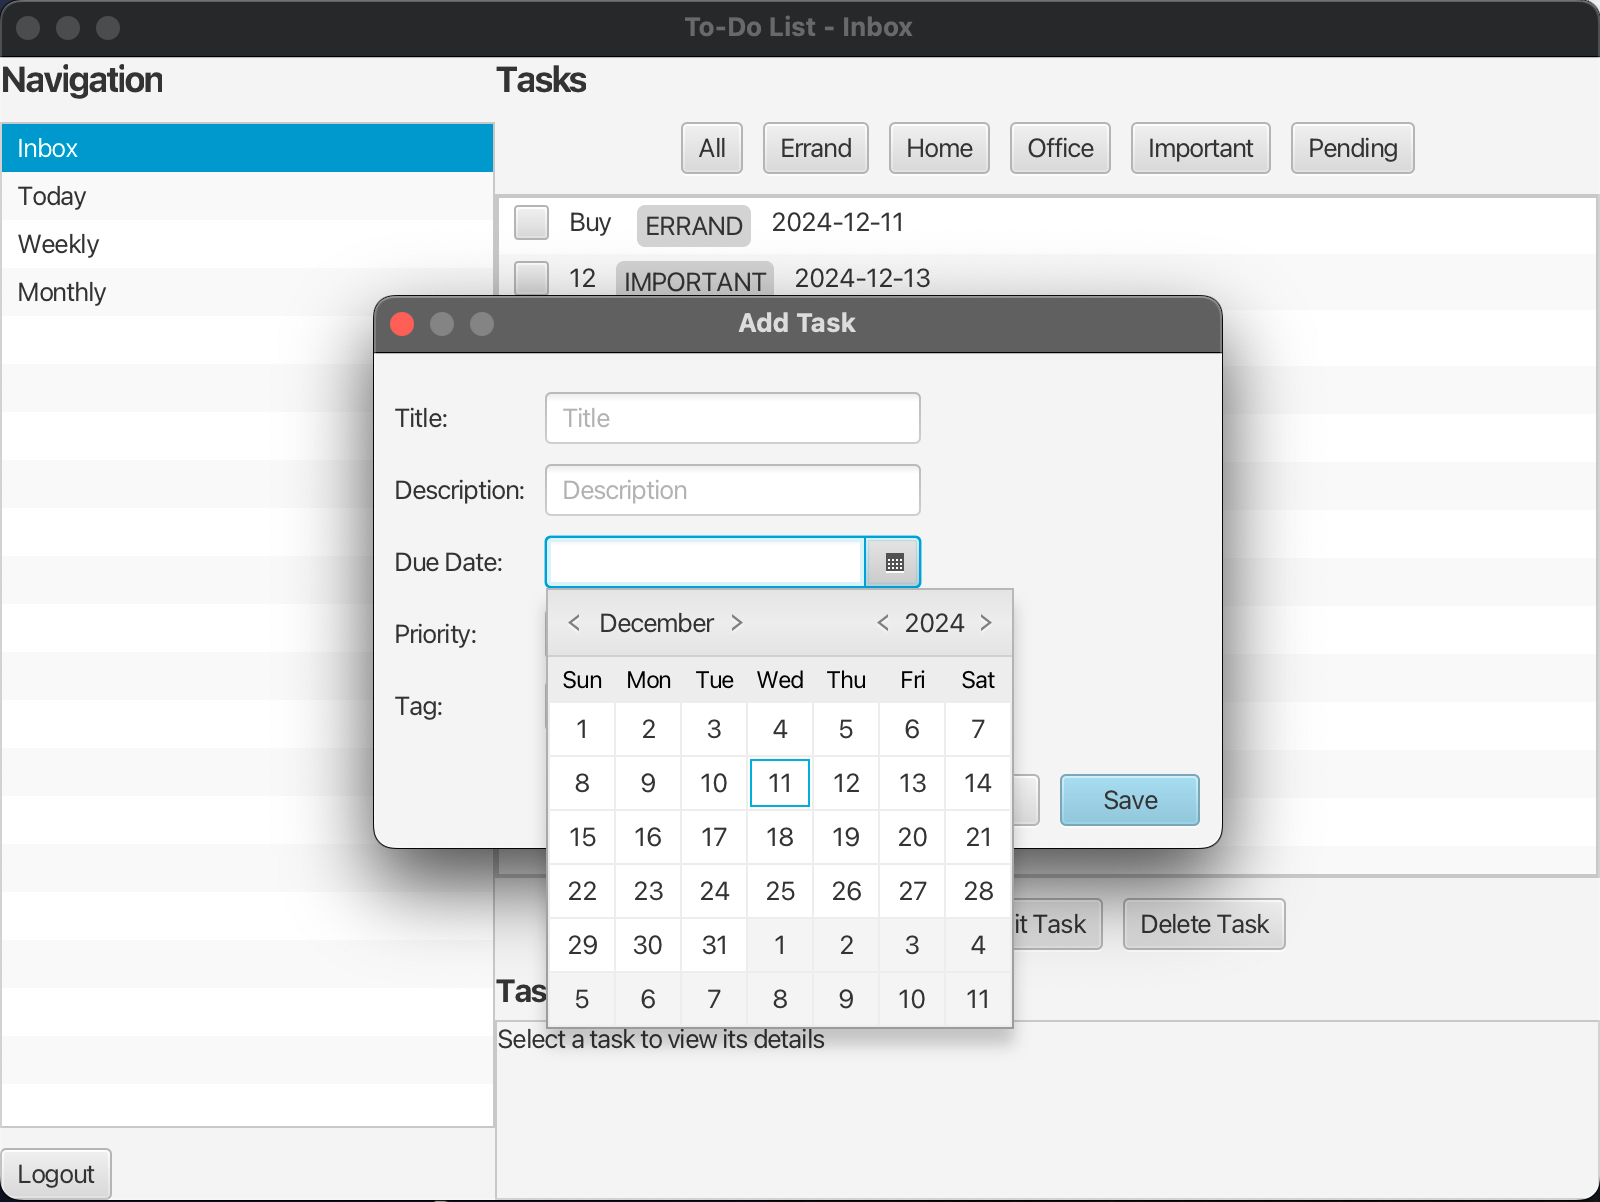 To-Do List - Inbox
Navigation
Inbox
Today
Weekly
Monthly
Logout
Tasks
All Errand Home Office Important Pending
Buy ERRAND 2024-12-11
12 IMPORTANT 2024-12-13
Add Task
Title: Title
Description: Description
Due Date:
Priority:
Tag:
< December > < 2024 >
Sun Mon Tue Wed Thu Fri Sat
1 2 3 4 5 6 7
8 9 10 11 12 13 14
15 16 17 18 19 20 21
22 23 24 25 26 27 28
29 30 31 1 2 3 4
5 6 7 8 9 10 11
Save
it Task Delete Task
Tas
Select a task to view its details